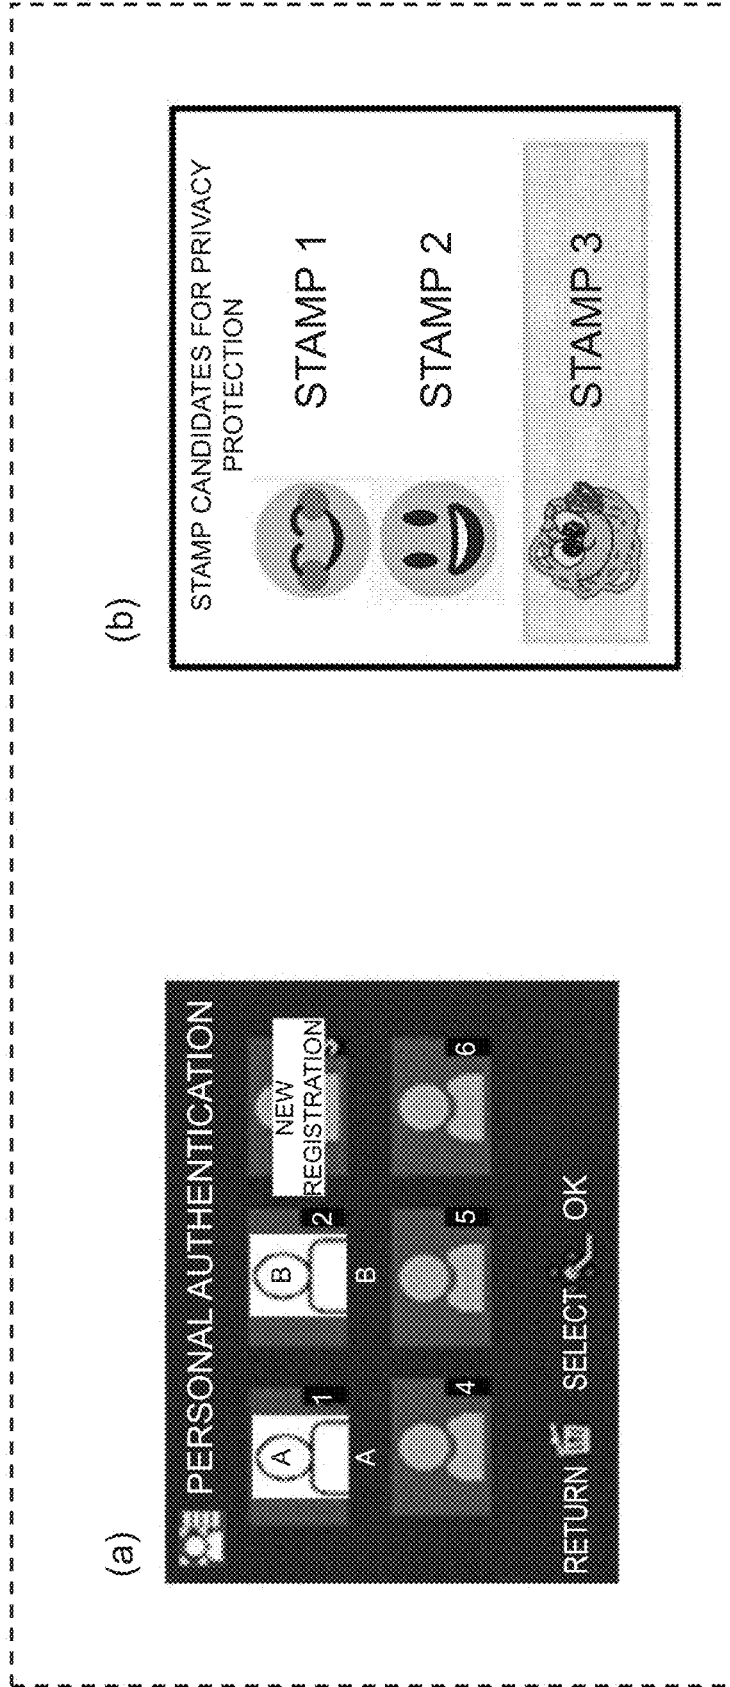 (a)
PERSONAL AUTHENTICATION
A
B
NEW
REGISTRATION
1
2
A
B
4
5
6
RETURN SELECT OK
(b)
STAMP CANDIDATES FOR PRIVACY
PROTECTION
STAMP 1
STAMP 2
STAMP 3